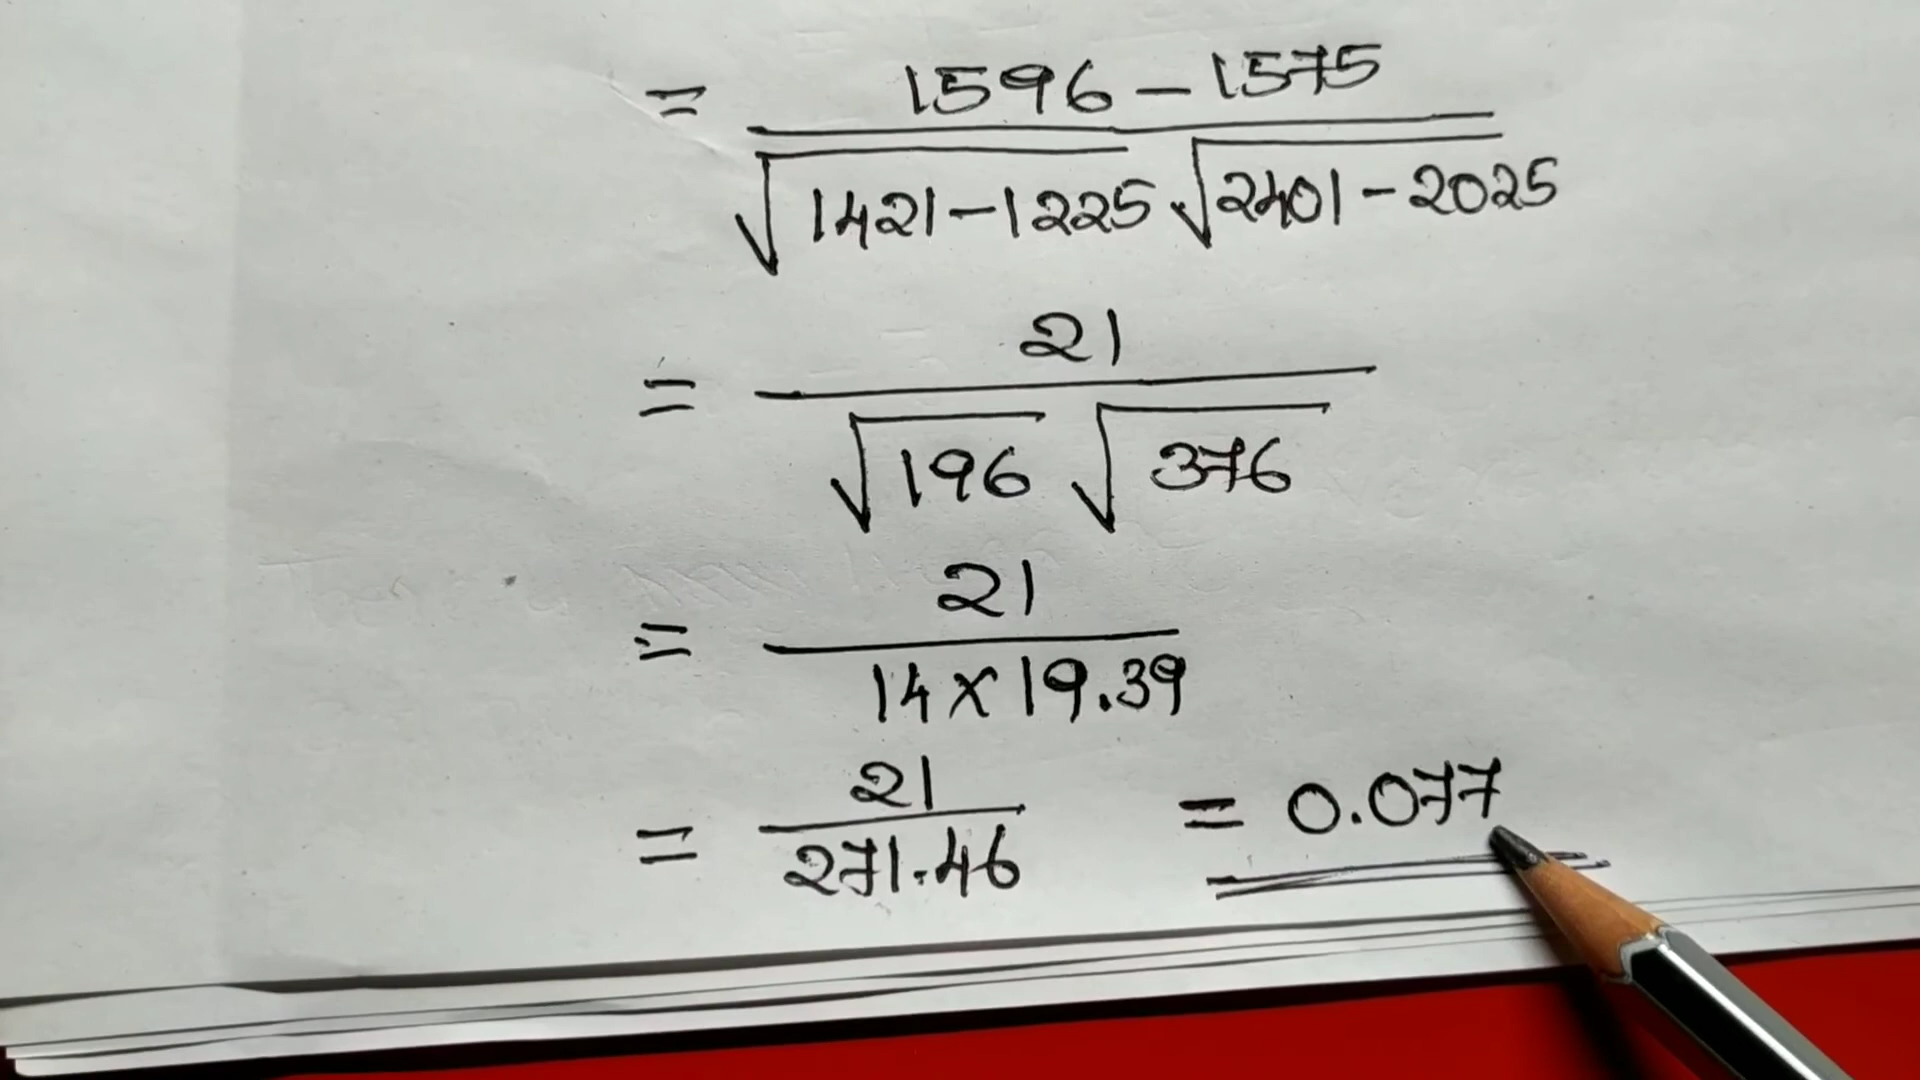 = 1596 - 1575
√1421-1225 √2401-2025
= 21
√196 √376
= 21
14 x 19.39
= 21 = 0.077
271.46